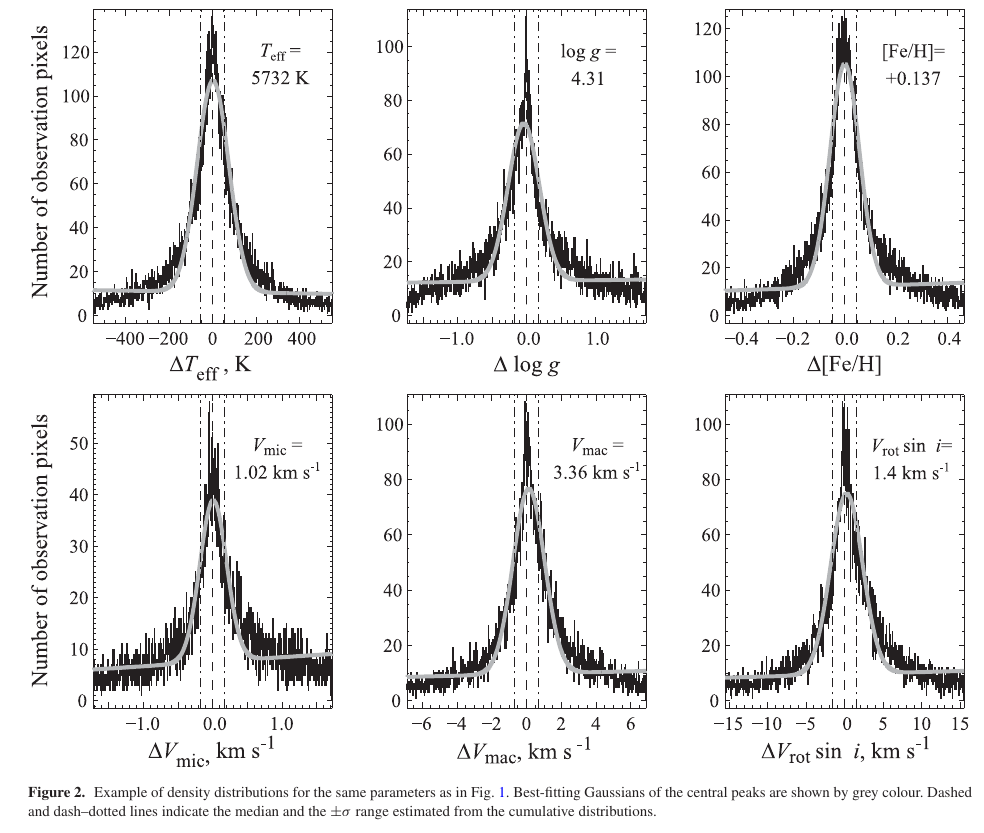 Number of observation pixels
120
100
80
60
40
20
0
T_eff =
5732 K
−400 −200 0 200 400
ΔT_eff , K
100
80
60
40
20
0
log g =
4.31
−1.0 0.0 1.0
Δ log g
120
100
80
60
40
20
0
[Fe/H]=
+0.137
−0.4 −0.2 0.0 0.2 0.4
Δ[Fe/H]
Number of observation pixels
50
40
30
20
10
0
V_mic =
1.02 km s⁻¹
−1.0 0.0 1.0
ΔV_mic, km s⁻¹
100
80
60
40
20
0
V_mac =
3.36 km s⁻¹
−6 −4 −2 0 2 4 6
ΔV_mac, km s⁻¹
100
80
60
40
20
0
V_rot sin i=
1.4 km s⁻¹
−15 −10 −5 0 5 10 15
ΔV_rot sin i, km s⁻¹
Figure 2. Example of density distributions for the same parameters as in Fig. 1. Best-fitting Gaussians of the central peaks are shown by grey colour. Dashed
and dash–dotted lines indicate the median and the ±σ range estimated from the cumulative distributions.